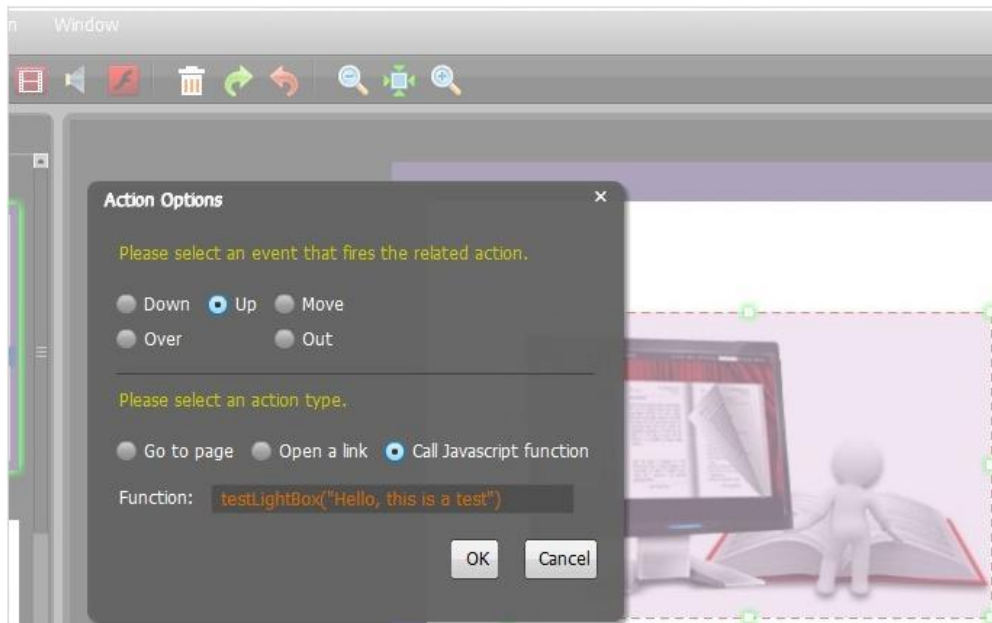 n Window
Action Options
Please select an event that fires the related action.
Down Up Move
Over Out
Please select an action type.
Go to page Open a link Call Javascript function
Function: testLightBox("Hello, this is a test")
OK Cancel